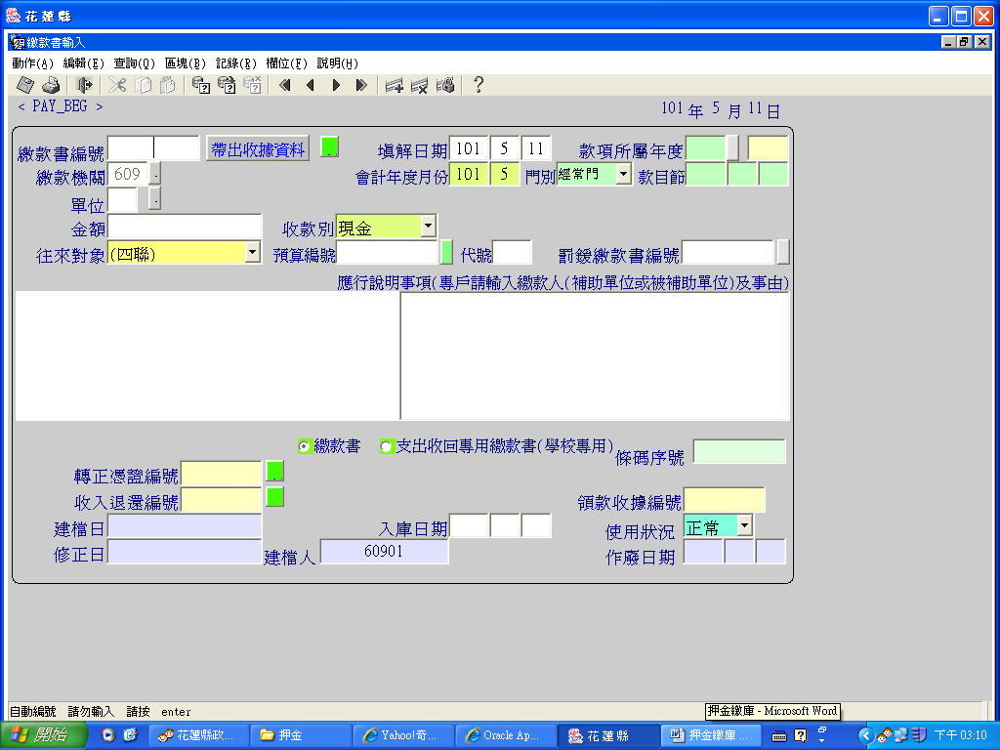 花蓮縣
繳款書輸入
動作(A) 編輯(E) 查詢(Q) 區塊(B) 記錄(R) 欄位(F) 說明(H)
< PAY_BEG > 101 年 5 月 11 日
繳款書編號 帶出收據資料 填解日期 101 5 11 款項所屬年度
繳款機關 609 . 會計年度月份 101 5 門別 經常門 款目節
單位 .
金額 收款別 現金
往來對象 (四聯) 預算編號 代號 罰鍰繳款書編號
應行說明事項(專戶請輸入繳款人(補助單位或被補助單位)及事由)
繳款書 支出收回專用繳款書(學校專用) 條碼序號
轉正憑證編號
收入退還編號 領款收據編號
建檔日 入庫日期 使用狀況 正常
修正日 建檔人 60901 作廢日期
自動編號 請勿輸入 請按 enter
押金繳庫 - Microsoft Word
開始 花蓮縣政... 押金 Yahoo!奇... Oracle Ap... 花蓮縣 押金繳庫 ... 下午 03:10